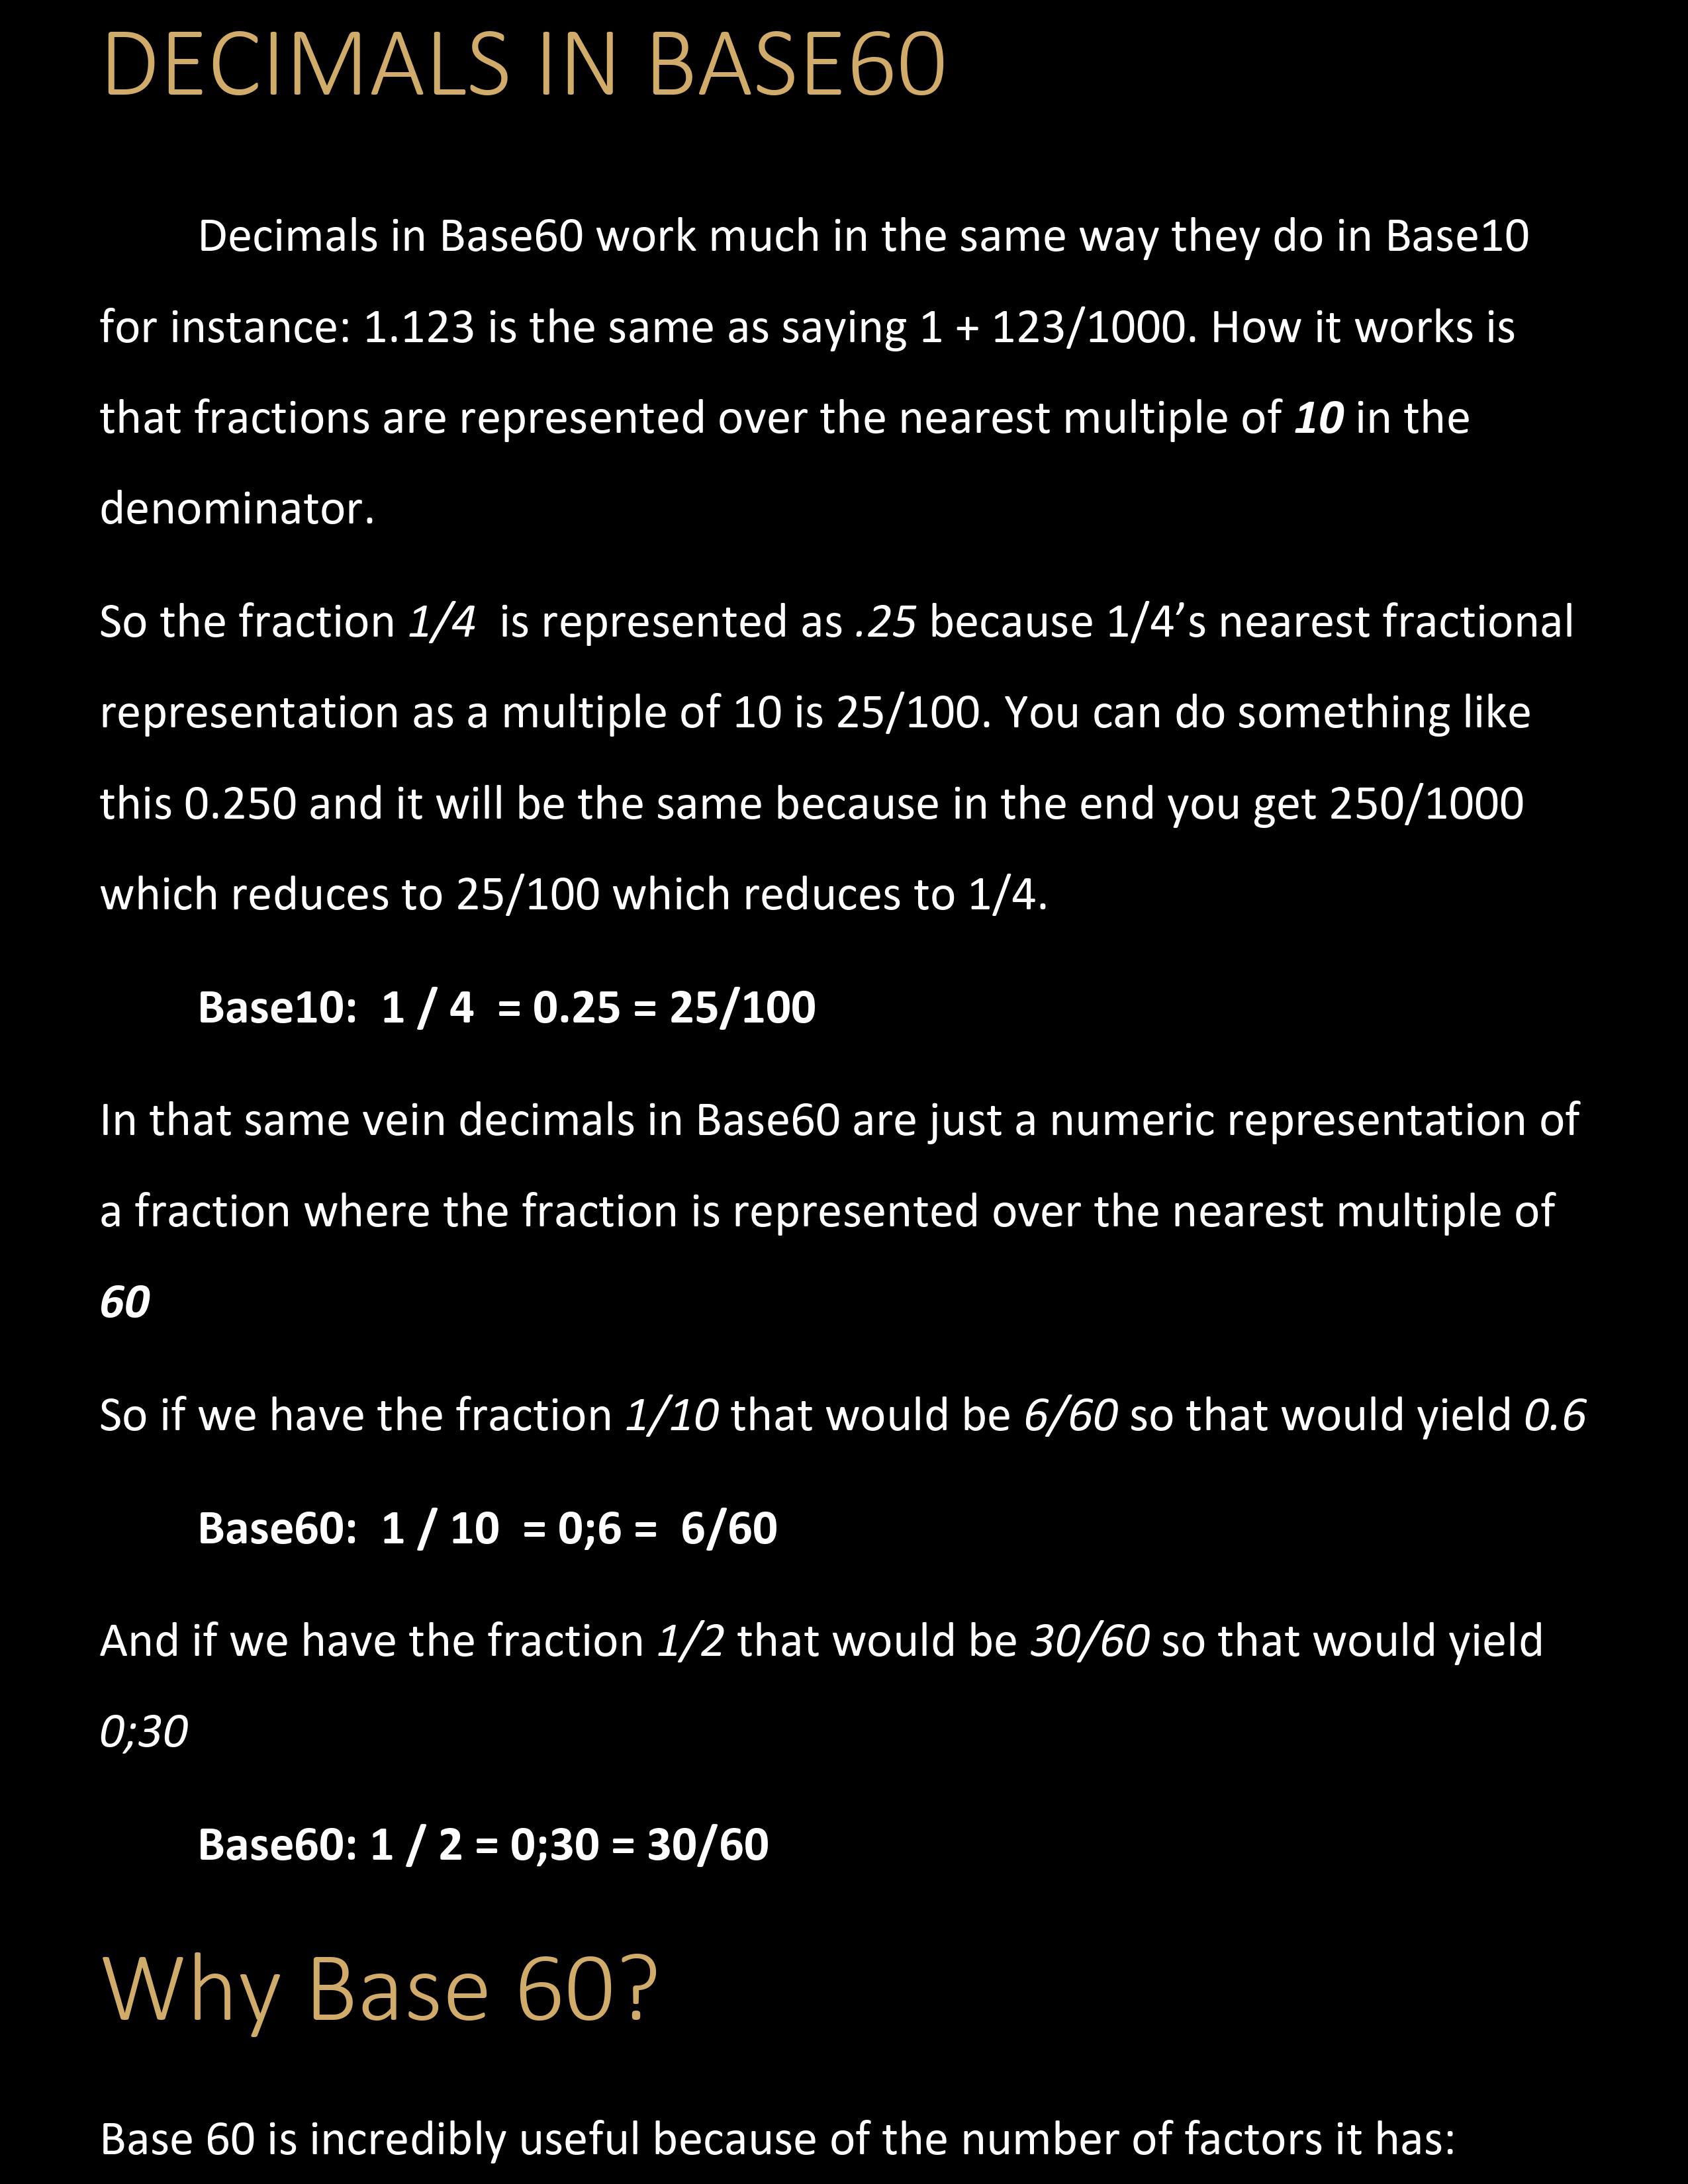 DECIMALS IN BASE60
Decimals in Base60 work much in the same way they do in Base10
for instance: 1.123 is the same as saying 1 + 123/1000. How it works is
that fractions are represented over the nearest multiple of 10 in the
denominator.
So the fraction 1/4  is represented as .25 because 1/4’s nearest fractional
representation as a multiple of 10 is 25/100. You can do something like
this 0.250 and it will be the same because in the end you get 250/1000
which reduces to 25/100 which reduces to 1/4.
Base10:  1 / 4  = 0.25 = 25/100
In that same vein decimals in Base60 are just a numeric representation of
a fraction where the fraction is represented over the nearest multiple of
60
So if we have the fraction 1/10 that would be 6/60 so that would yield 0.6
Base60:  1 / 10  = 0;6 =  6/60
And if we have the fraction 1/2 that would be 30/60 so that would yield
0;30
Base60: 1 / 2 = 0;30 = 30/60
Why Base 60?
Base 60 is incredibly useful because of the number of factors it has: